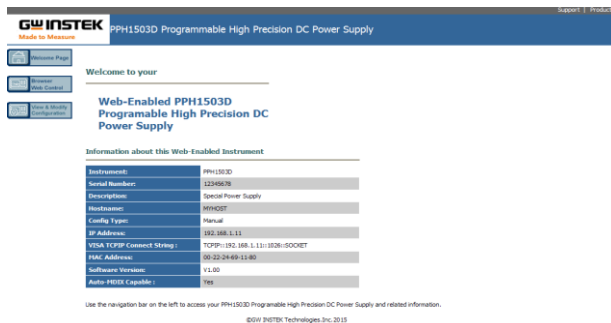 Support | Product
GWINSTEK
Made to Measure
PPH1503D Programmable High Precision DC Power Supply
Welcome Page
Browser
Web Control
View & Modify
Configuration
Welcome to your
Web-Enabled PPH1503D
Programable High Precision DC
Power Supply
Information about this Web-Enabled Instrument
Instrument: PPH1503D
Serial Number: 12345678
Description: Special Power Supply
Hostname: MYHOST
Config Type: Manual
IP Address: 192.168.1.11
VISA TCPIP Connect String : TCPIP::192.168.1.11::1026::SOCKET
MAC Address: 00-22-24-69-11-80
Software Version: V1.00
Auto-MDIX Capable : Yes
Use the navigation bar on the left to access your PPH1503D Programable High Precision DC Power Supply and related information.
©GW INSTEK Technologies.Inc.2015